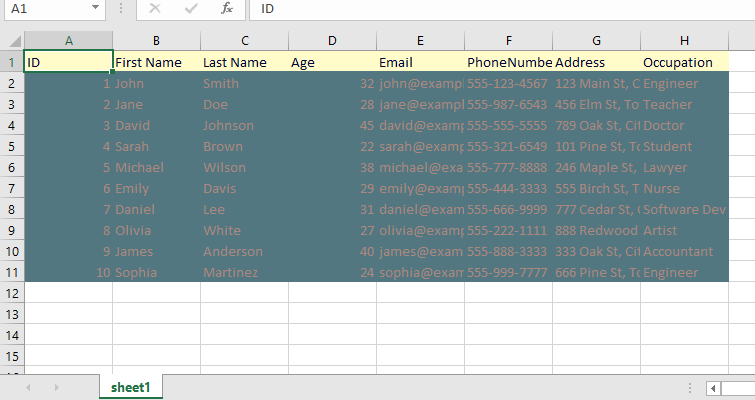 A1 fx ID
A B C D E F G H
1 ID First Name Last Name Age Email PhoneNumbe Address Occupation
2 1 John Smith 32 john@exampl 555-123-4567 123 Main St, C Engineer
3 2 Jane Doe 28 jane@exampl 555-987-6543 456 Elm St, To Teacher
4 3 David Johnson 45 david@examp 555-555-5555 789 Oak St, Cit Doctor
5 4 Sarah Brown 22 sarah@examp 555-321-6549 101 Pine St, To Student
6 5 Michael Wilson 38 michael@exa 555-777-8888 246 Maple St, Lawyer
7 6 Emily Davis 29 emily@examp 555-444-3333 555 Birch St, T Nurse
8 7 Daniel Lee 31 daniel@exam 555-666-9999 777 Cedar St, Software Dev
9 8 Olivia White 27 olivia@examp 555-222-1111 888 Redwood Artist
10 9 James Anderson 40 james@exam 555-888-3333 333 Oak St, Cit Accountant
11 10 Sophia Martinez 24 sophia@exam 555-999-7777 666 Pine St, To Engineer
12
13
14
15
sheet1